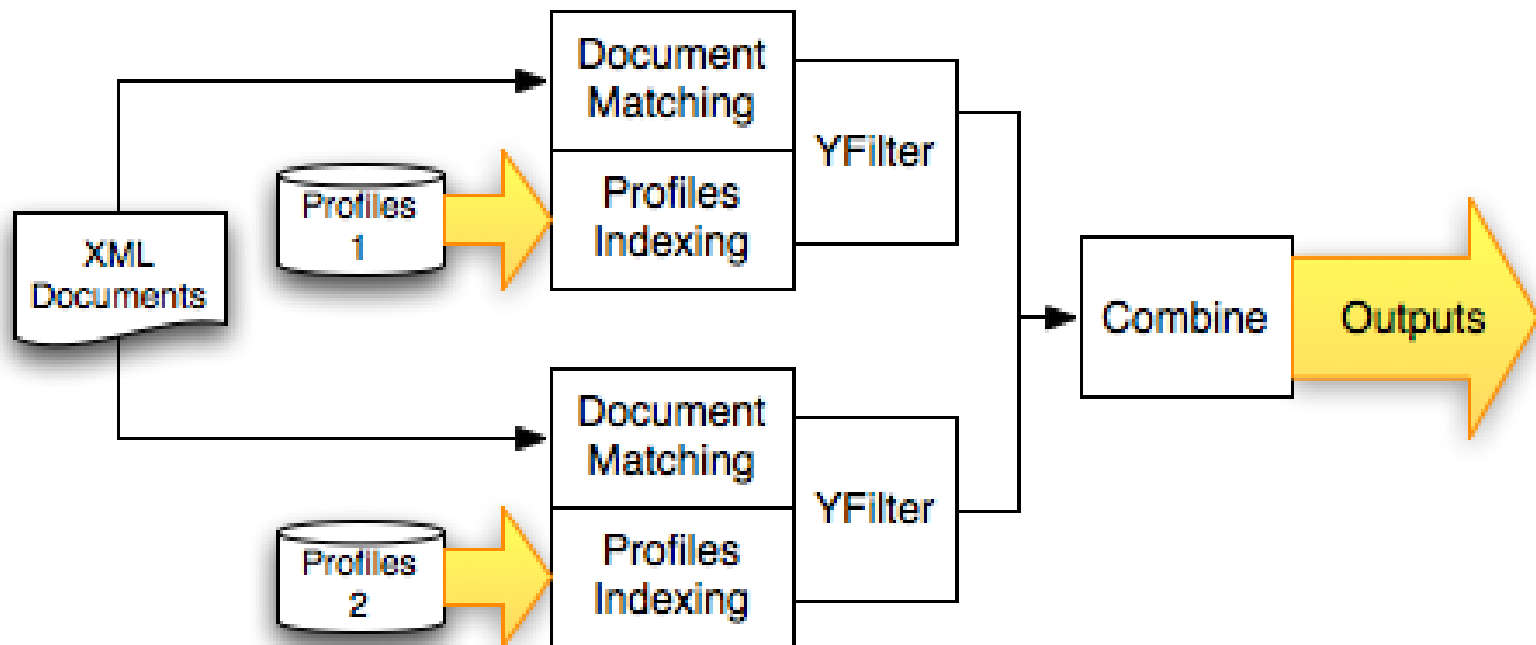 Document
Matching
YFilter
Profiles
1
Profiles
Indexing
XML
Documents
Combine
Outputs
Document
Matching
YFilter
Profiles
2
Profiles
Indexing